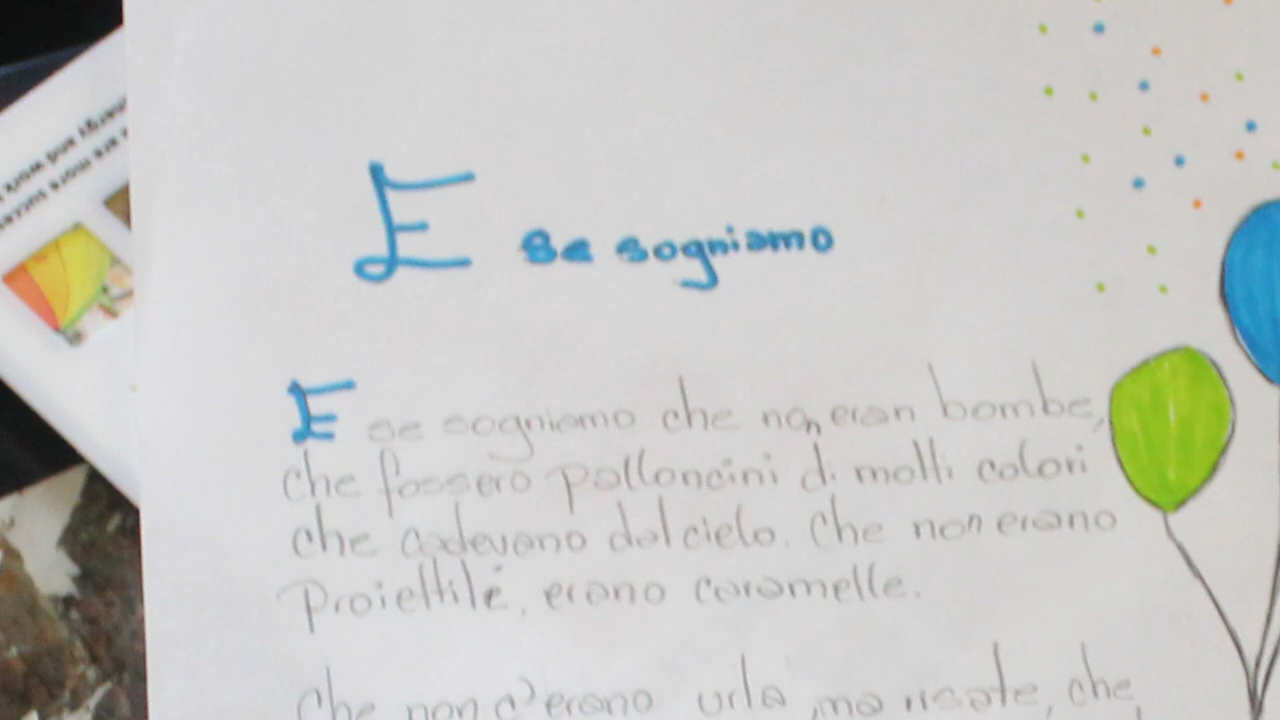 E se sogniamo
E se sogniamo che non eran bombe,
che fossero palloncini di molti colori
che cadevano dal cielo. Che non erano
Proiettile, erano caramelle.
Che non c'erano urla, ma risate, che